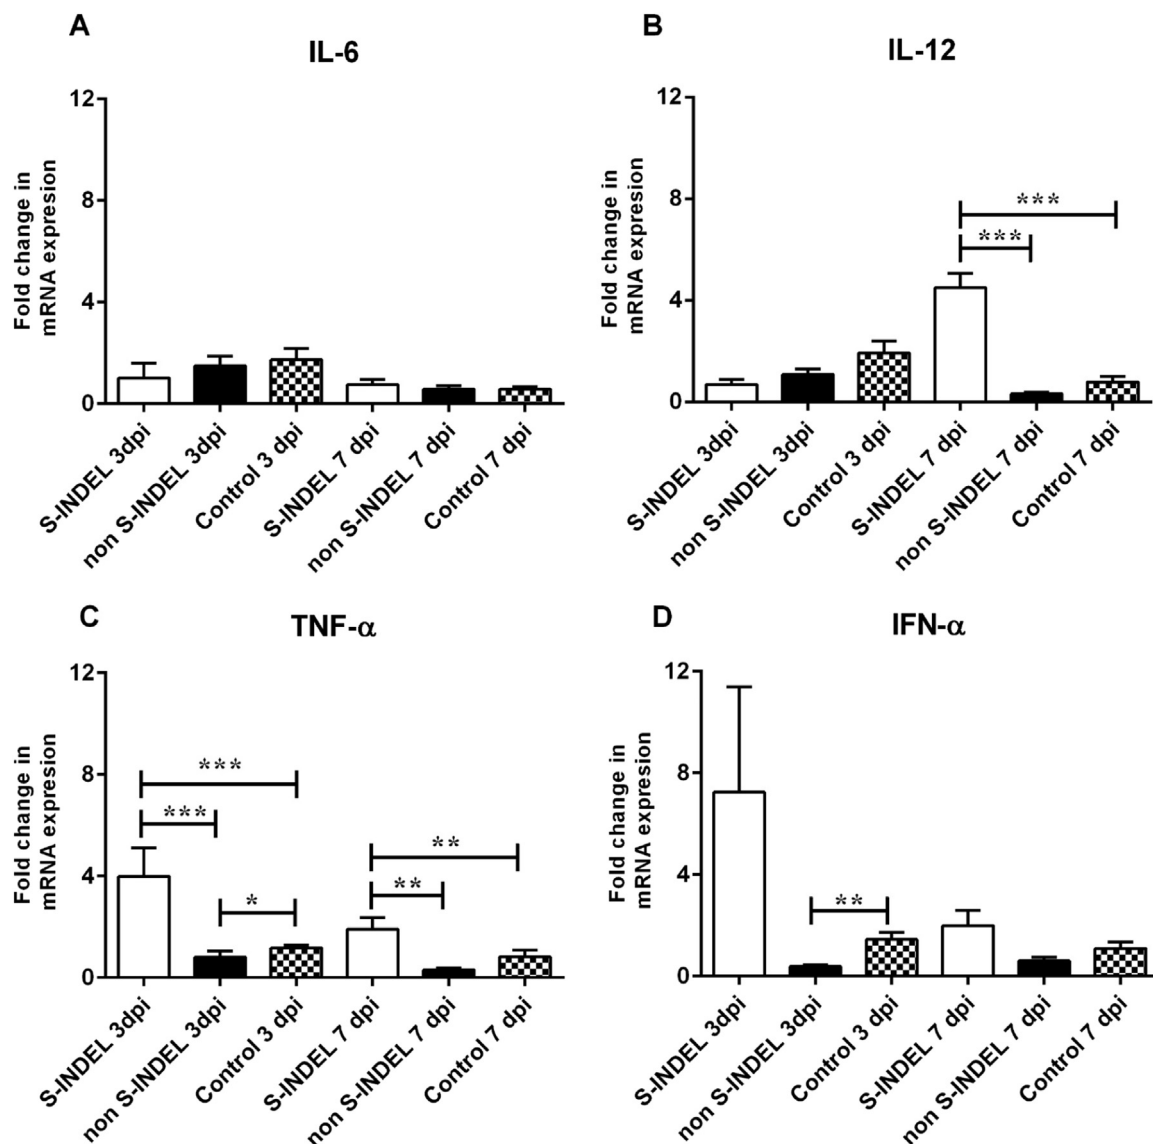 A
IL-6
Fold change in
mRNA expresion
12
8
4
0
S-INDEL 3dpi
non S-INDEL 3dpi
Control 3 dpi
S-INDEL 7 dpi
non S-INDEL 7 dpi
Control 7 dpi
B
IL-12
Fold change in
mRNA expresion
12
8
4
0
***
***
S-INDEL 3dpi
non S-INDEL 3dpi
Control 3 dpi
S-INDEL 7 dpi
non S-INDEL 7 dpi
Control 7 dpi
C
TNF-α
Fold change in
mRNA expresion
12
8
4
0
***
***
*
**
**
S-INDEL 3dpi
non S-INDEL 3dpi
Control 3 dpi
S-INDEL 7 dpi
non S-INDEL 7 dpi
Control 7 dpi
D
IFN-α
Fold change in
mRNA expresion
12
8
4
0
**
S-INDEL 3dpi
non S-INDEL 3dpi
Control 3 dpi
S-INDEL 7 dpi
non S-INDEL 7 dpi
Control 7 dpi